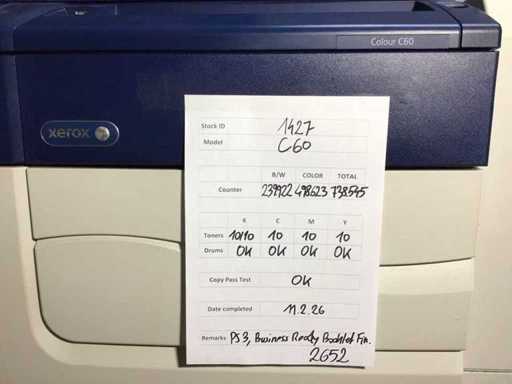 Colour C60
xerox
Stock ID 1427
Model C60
B/W COLOR TOTAL
Counter 239922 498623 738545
K C M Y
Toners 10/10 10 10 10
Drums OK OK OK OK
Copy Pass Test OK
Date completed 11.2.26
Remarks PS3, Business Ready Booklet Fin.
2652